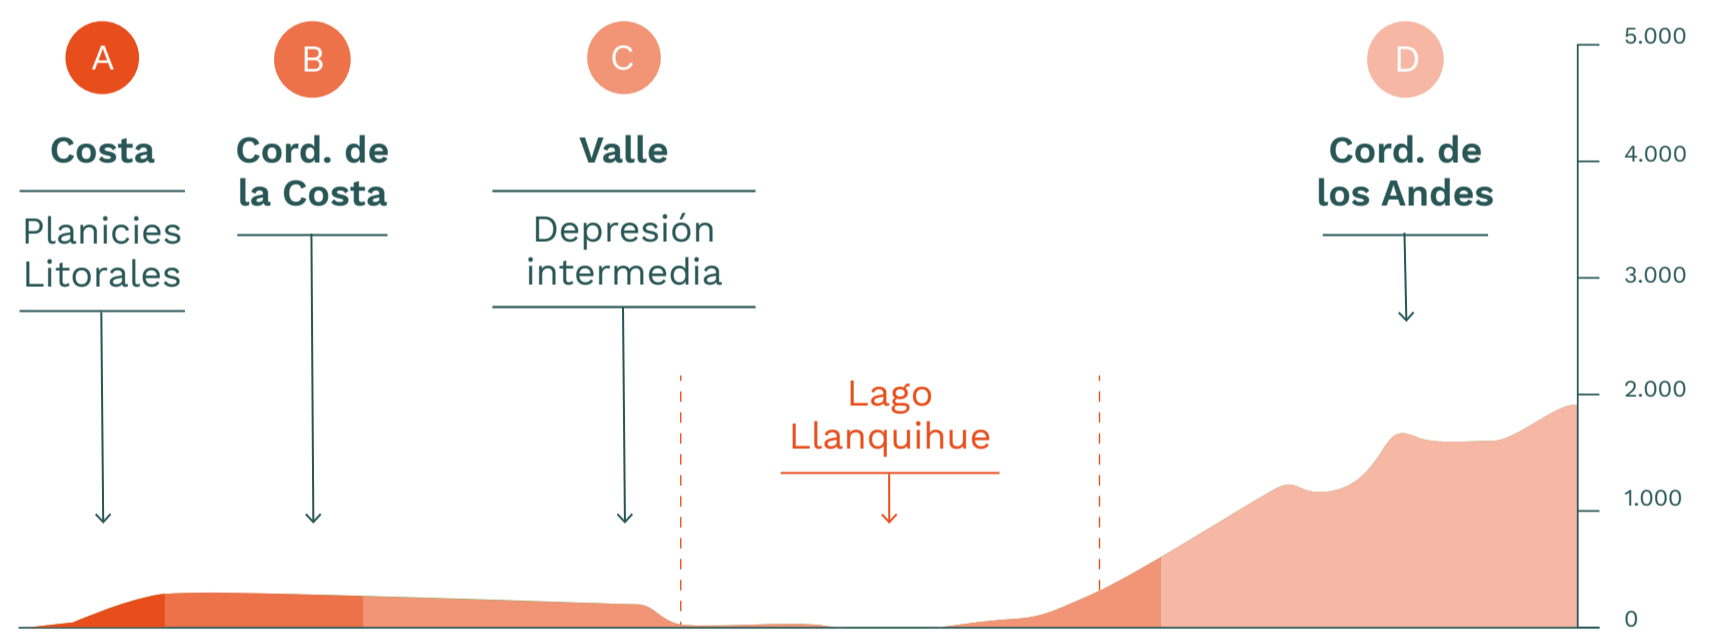 A
B
C
D
Costa
Planicies
Litorales
Cord. de
la Costa
Valle
Depresión
intermedia
Lago
Llanquihue
Cord. de
los Andes
5.000
4.000
3.000
2.000
1.000
0